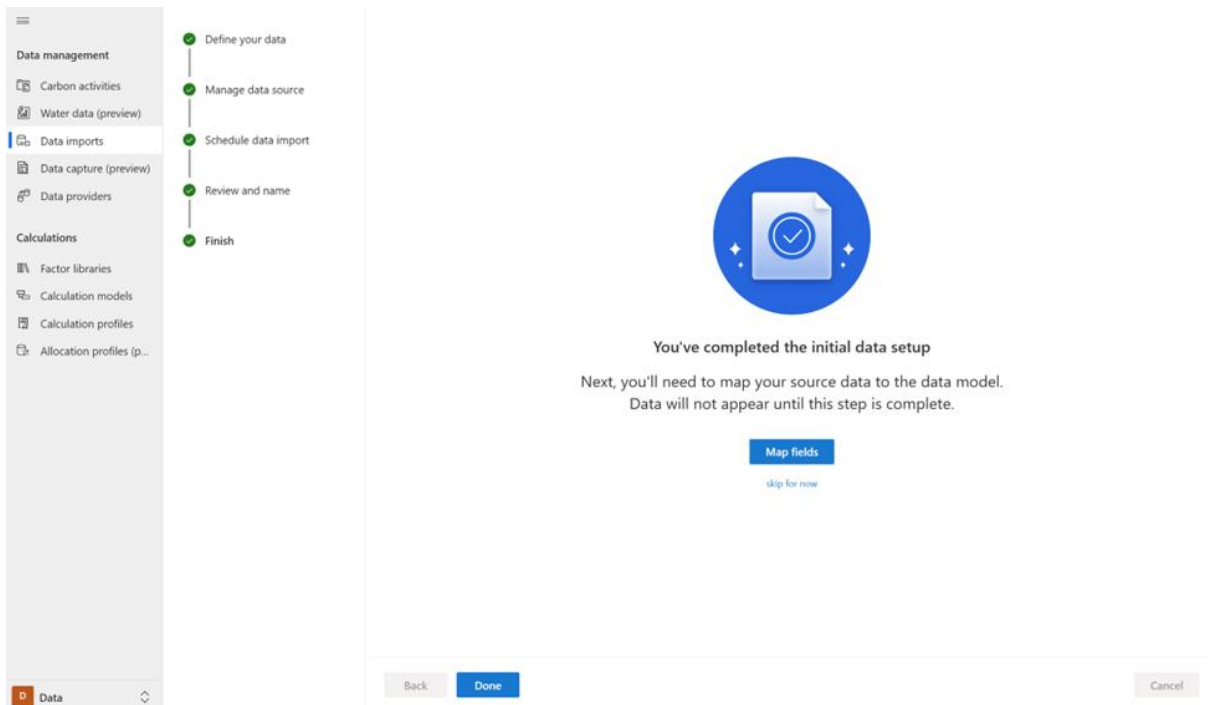 Data management
Carbon activities
Water data (preview)
Data imports
Data capture (preview)
Data providers
Calculations
Factor libraries
Calculation models
Calculation profiles
Allocation profiles (p...
D Data
Define your data
Manage data source
Schedule data import
Review and name
Finish
You've completed the initial data setup
Next, you'll need to map your source data to the data model.
Data will not appear until this step is complete.
Map fields
skip for now
Back Done Cancel